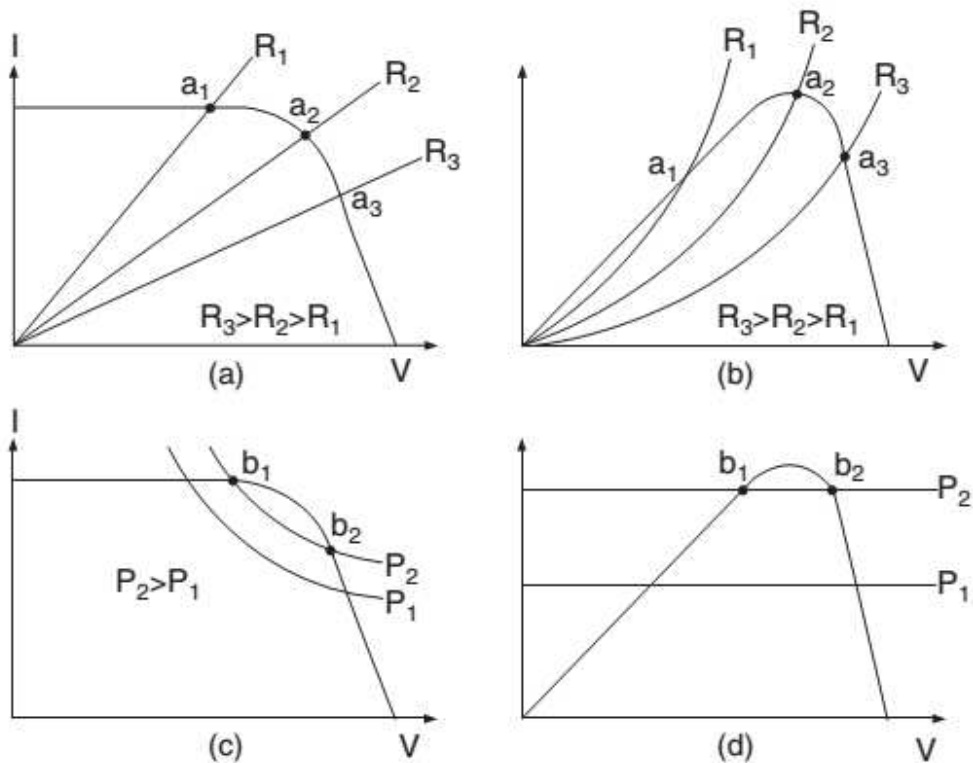 I
R1
R2
R3
a1
a2
a3
R3>R2>R1
V
(a)
R1
R2
R3
a1
a2
a3
R3>R2>R1
V
(b)
I
b1
b2
P2
P1
P2>P1
V
(c)
b1
b2
P2
P1
V
(d)